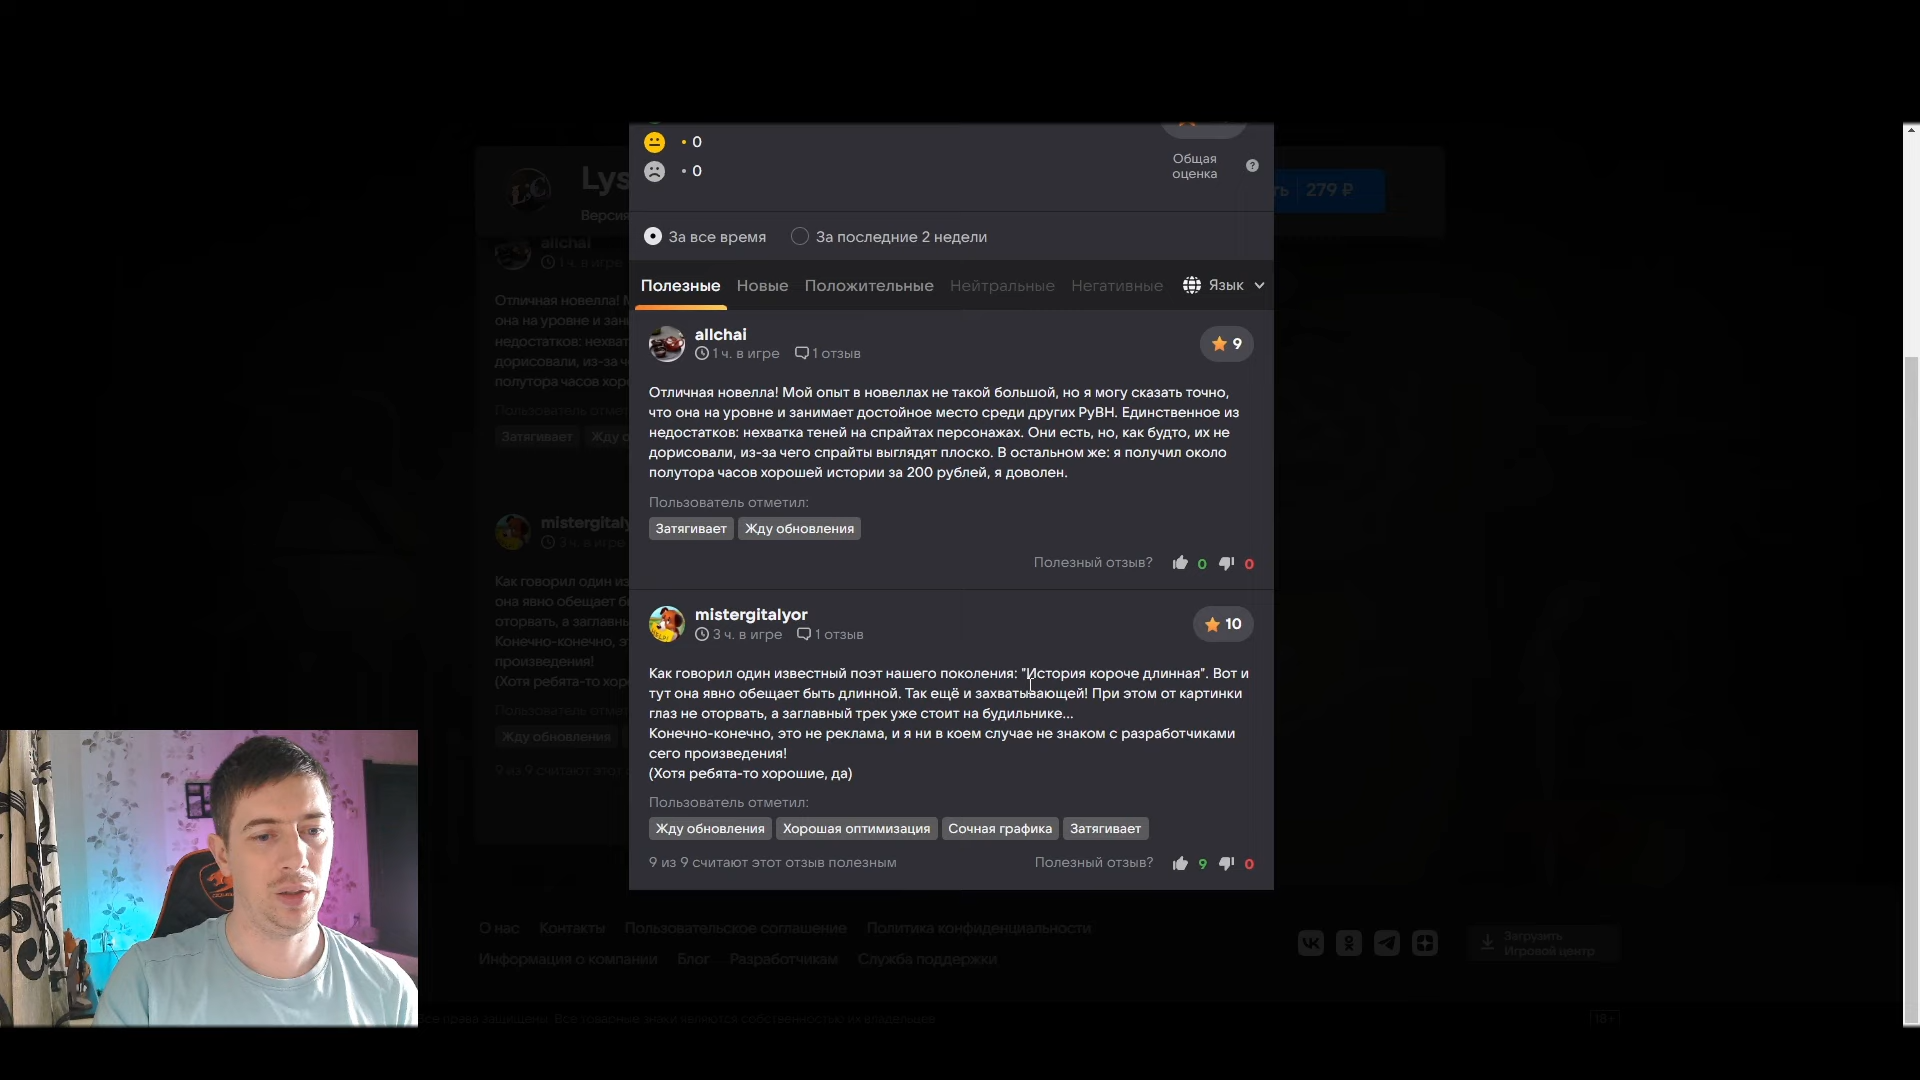 • 0
• 0
Общая
оценка
Lys
ть 279 ₽
Версия
За все время За последние 2 недели
Полезные Новые Положительные Нейтральные Негативные Язык
allchai
1 ч. в игре 1 отзыв
9
Отличная новелла! Мой опыт в новеллах не такой большой, но я могу сказать точно,
что она на уровне и занимает достойное место среди других РуВН. Единственное из
недостатков: нехватка теней на спрайтах персонажах. Они есть, но, как будто, их не
дорисовали, из-за чего спрайты выглядят плоско. В остальном же: я получил около
полутора часов хорошей истории за 200 рублей, я доволен.
Пользователь отметил:
Затягивает Жду обновления
Полезный отзыв? 0 0
mistergitalyor
3 ч. в игре 1 отзыв
10
Как говорил один известный поэт нашего поколения: "История короче длинная". Вот и
тут она явно обещает быть длинной. Так ещё и захватывающей! При этом от картинки
глаз не оторвать, а заглавный трек уже стоит на будильнике...
Конечно-конечно, это не реклама, и я ни в коем случае не знаком с разработчиками
сего произведения!
(Хотя ребята-то хорошие, да)
Пользователь отметил:
Жду обновления Хорошая оптимизация Сочная графика Затягивает
9 из 9 считают этот отзыв полезным Полезный отзыв? 9 0
allchai
1 ч. в игре
Отличная новелла!
она на уровне и
недостатков:
дорисовали, из-за
полутора часов
Пользователь
Затягивает Жду
mistergitaly
3 ч. в игре
Как говорил один
она явно обещает
оторвать, а
Конечно-конечно,
произведения!
(Хотя ребята-то
Пользователь
Жду обновления
9 из 9 считают этот
О нас Контакты Пользовательское соглашение Политика конфиденциальности
Информация о компании Блог Разработчикам Служба поддержки
Загрузить
Игровой центр
Все права защищены. Все товарные знаки являются собственностью их владельцев
18+